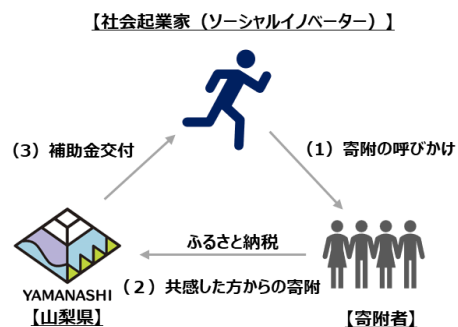 【社会起業家（ソーシャルイノベーター）】
（3）補助金交付
（1）寄附の呼びかけ
ふるさと納税
（２）共感した方からの寄附
YAMANASHI
【山梨県】
【寄附者】